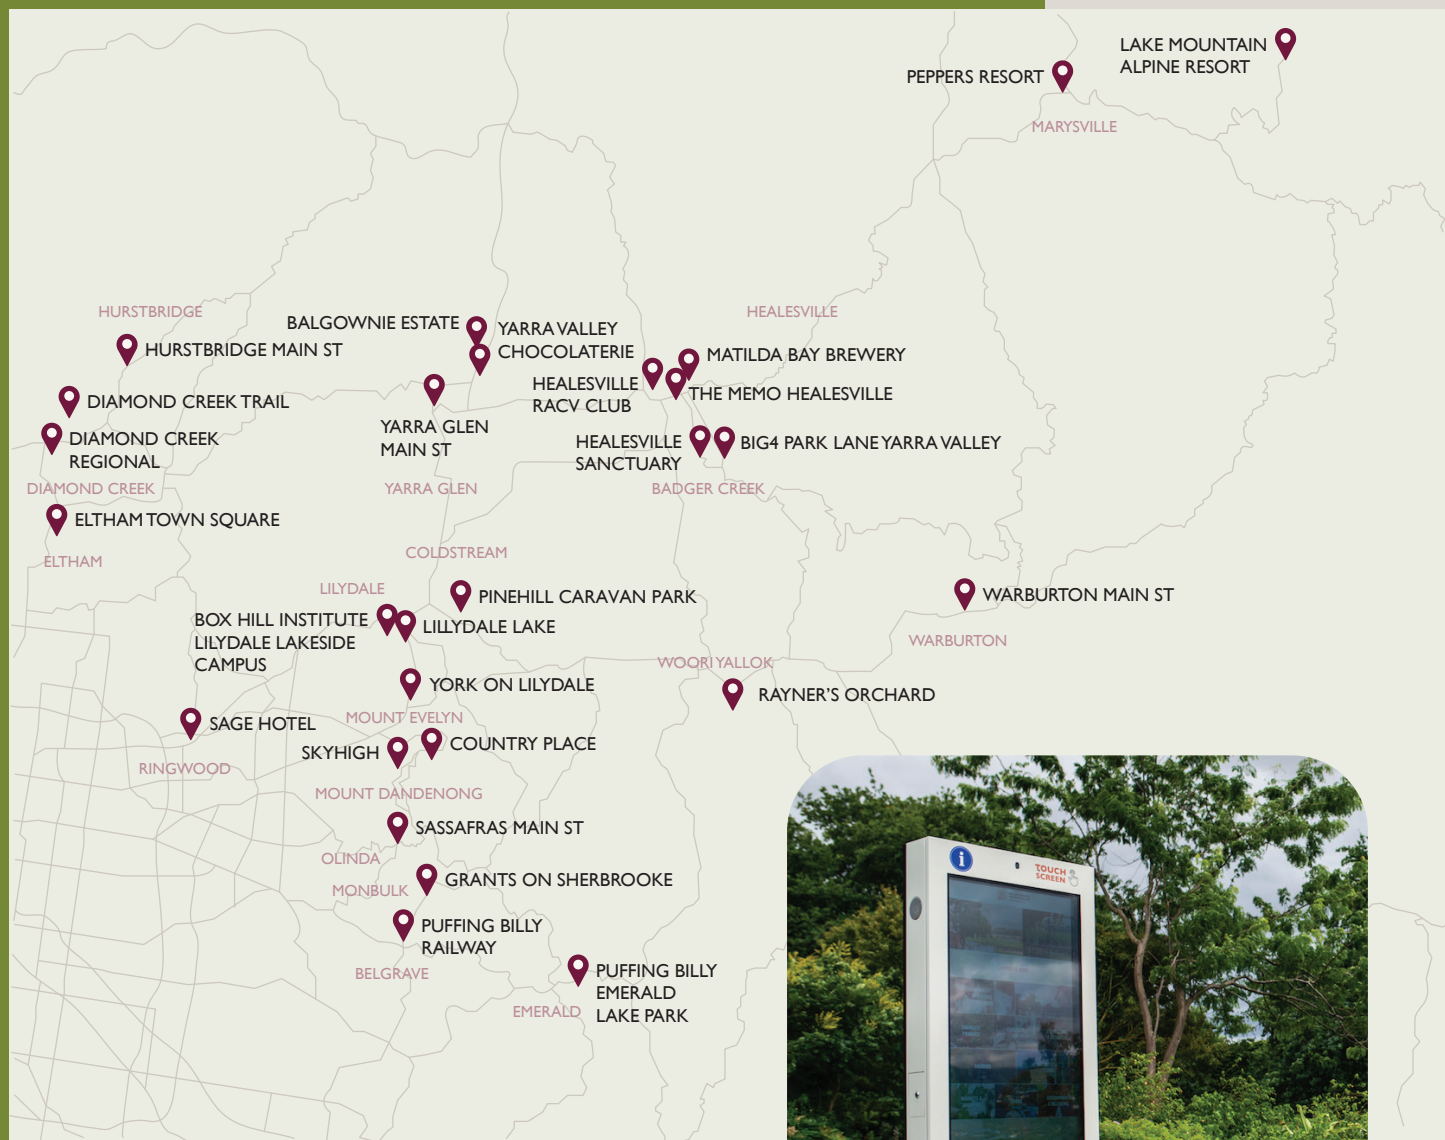 LAKE MOUNTAIN
ALPINE RESORT
PEPPERS RESORT
MARYSVILLE
HURSTBRIDGE
HURSTBRIDGE MAIN ST
BALGOWNIE ESTATE
YARRA VALLEY
CHOCOLATERIE
HEALESVILLE
MATILDA BAY BREWERY
HEALESVILLE
RACV CLUB
THE MEMO HEALESVILLE
DIAMOND CREEK TRAIL
DIAMOND CREEK
REGIONAL
YARRA GLEN
MAIN ST
HEALESVILLE
SANCTUARY
BIG4 PARK LANE YARRA VALLEY
DIAMOND CREEK
YARRA GLEN
BADGER CREEK
ELTHAM TOWN SQUARE
ELTHAM
COLDSTREAM
LILYDALE
PINEHILL CARAVAN PARK
WARBURTON MAIN ST
BOX HILL INSTITUTE
LILYDALE LAKESIDE
CAMPUS
LILLYDALE LAKE
WARBURTON
WOORI YALLOK
YORK ON LILYDALE
RAYNER'S ORCHARD
SAGE HOTEL
MOUNT EVELYN
SKYHIGH
COUNTRY PLACE
RINGWOOD
MOUNT DANDENONG
SASSAFRAS MAIN ST
OLINDA
GRANTS ON SHERBROOKE
MONBULK
PUFFING BILLY
RAILWAY
BELGRAVE
PUFFING BILLY
EMERALD
LAKE PARK
EMERALD
i
TOUCH
SCREEN